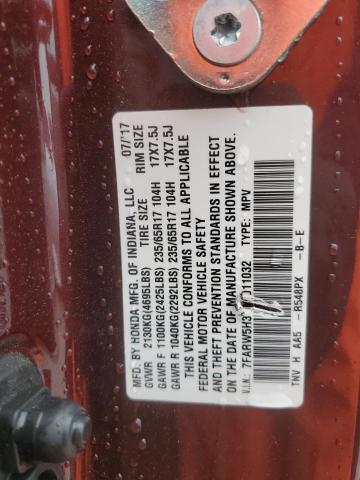 MFD. BY HONDA MFG. OF INDIANA, LLC 07/17
TIRE SIZE RIM SIZE
GVWR 2130KG(4695LBS)
GAWR F 1100KG(2425LBS) 235/65R17 104H 17X7.5J
GAWR R 1040KG(2292LBS) 235/65R17 104H 17X7.5J
THIS VEHICLE CONFORMS TO ALL APPLICABLE
FEDERAL MOTOR VEHICLE SAFETY
AND THEFT PREVENTION STANDARDS IN EFFECT
ON THE DATE OF MANUFACTURE SHOWN ABOVE.
V.I.N.: 7FARW5H3 011032 TYPE: MPV
TNV H AA5 -R548PX -B-E